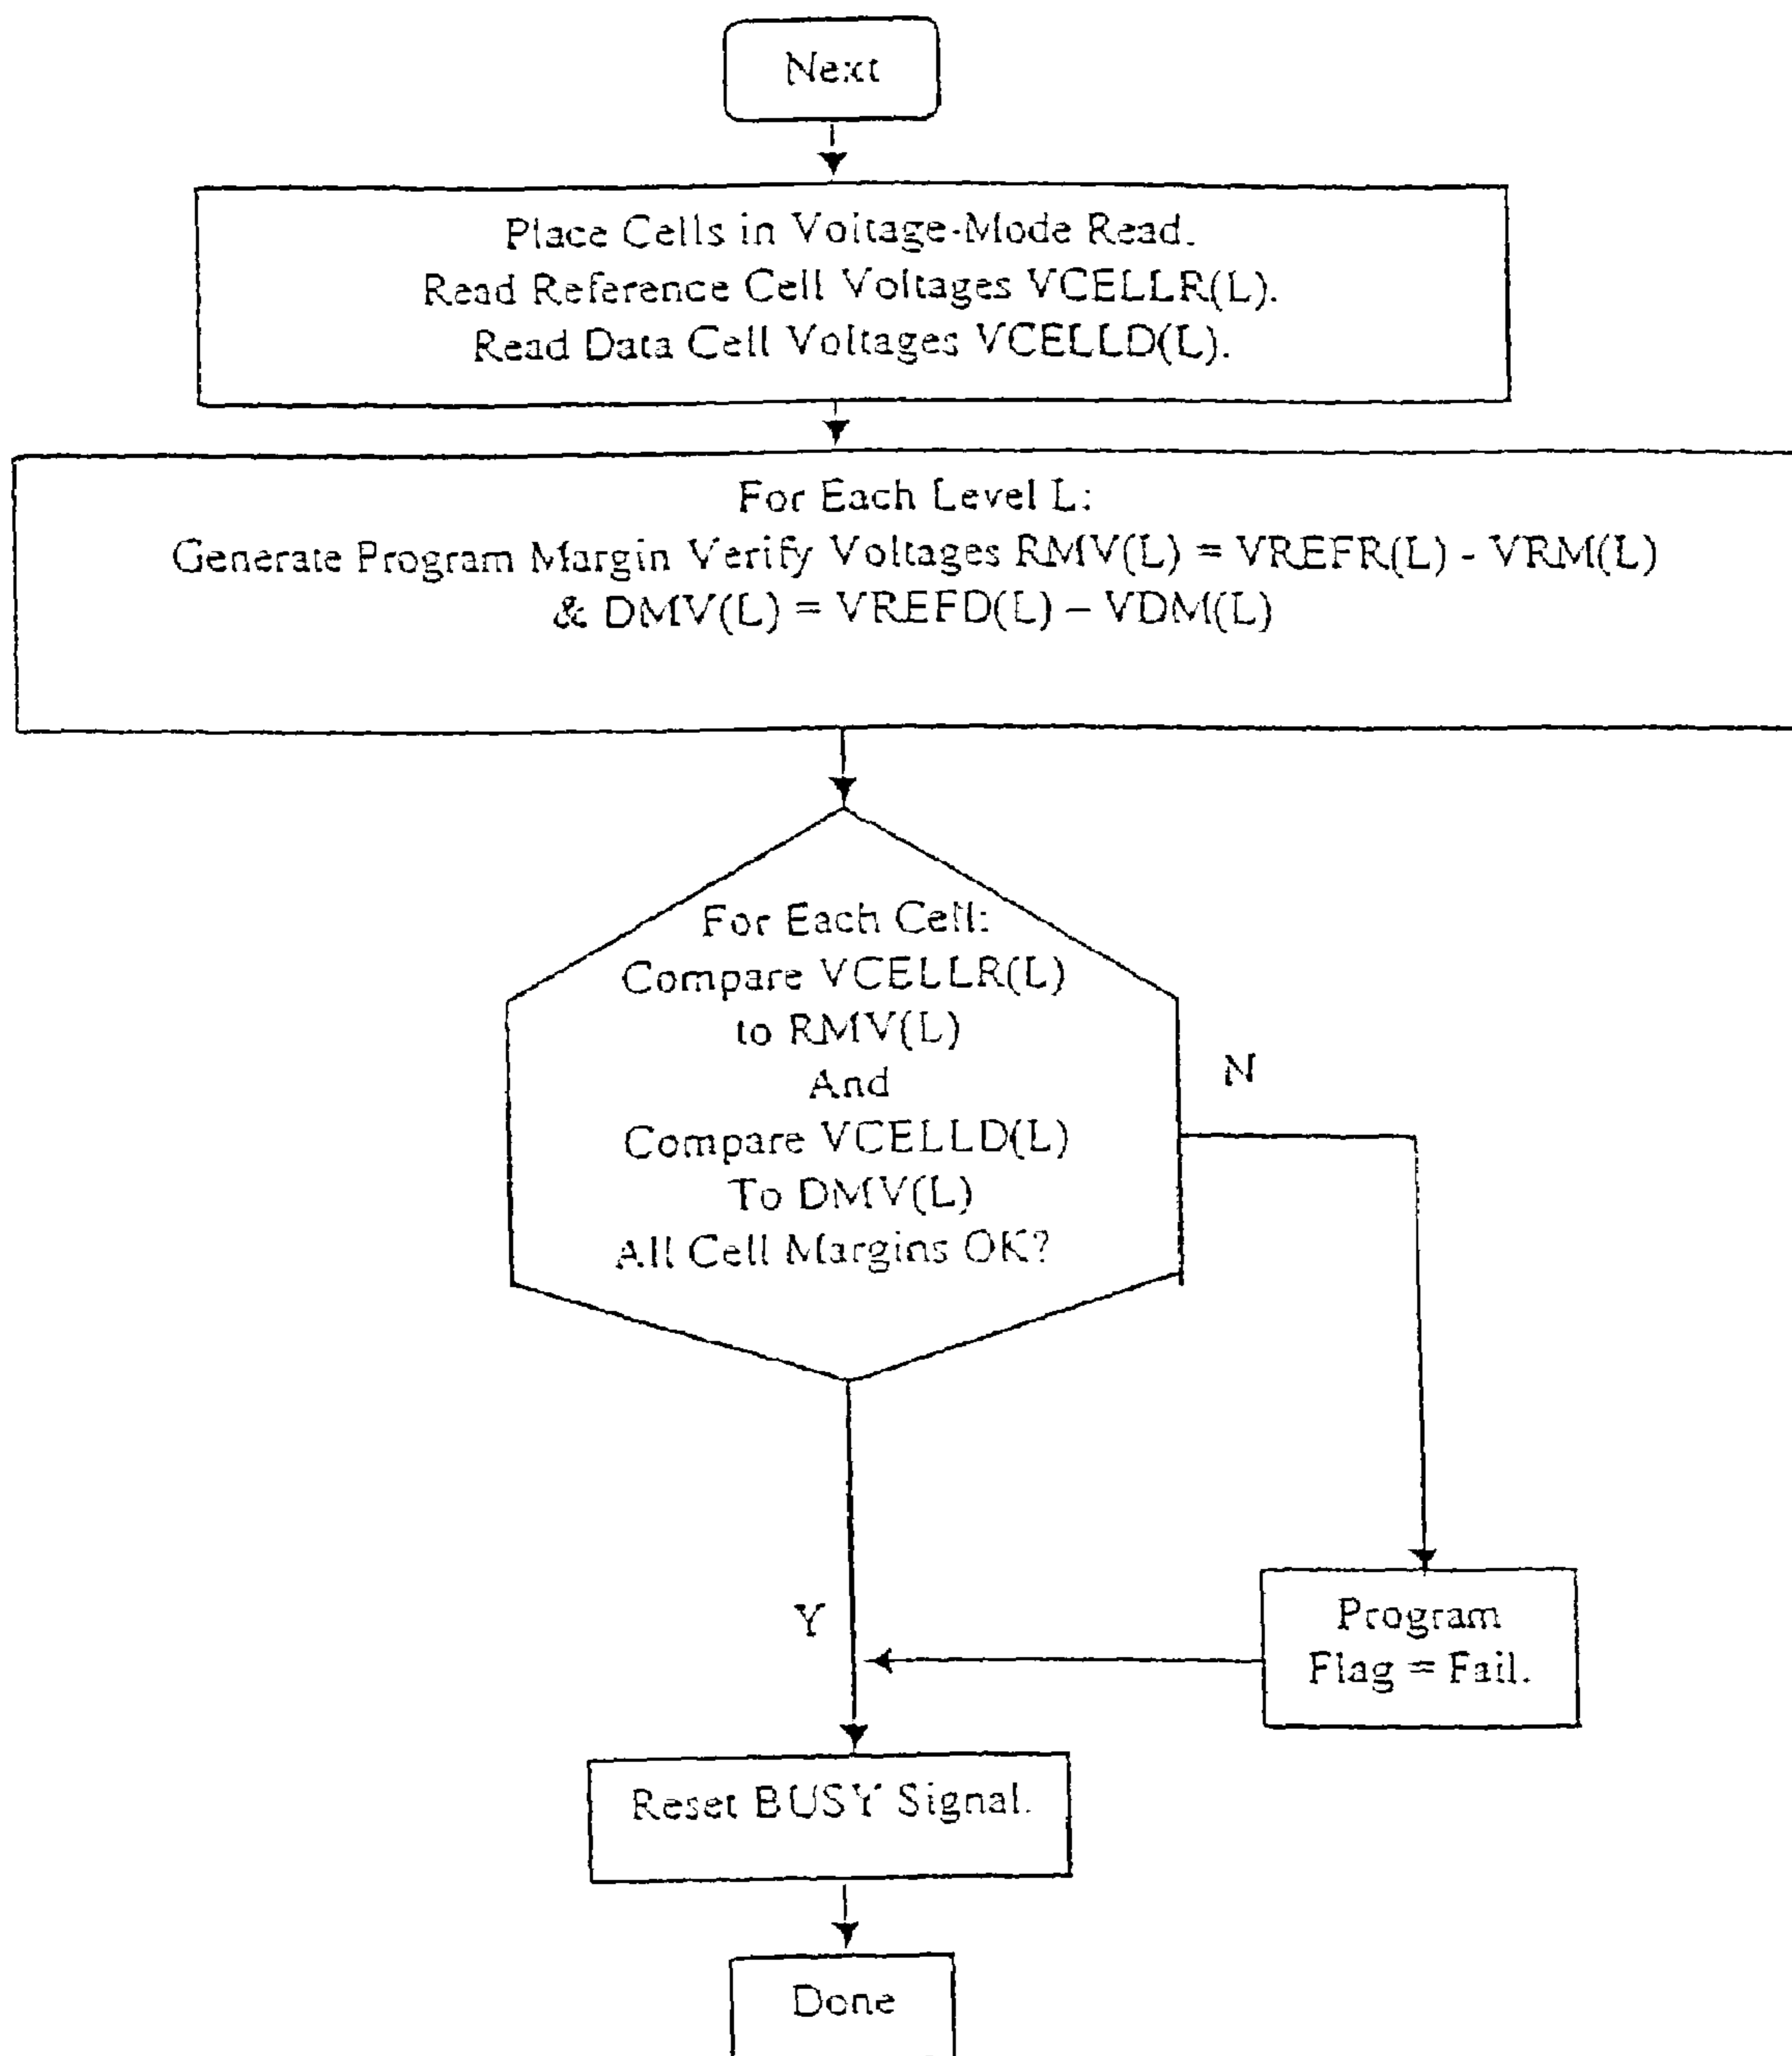 Next
Place Cells in Voltage-Mode Read.
Read Reference Cell Voltages VCELLR(L).
Read Data Cell Voltages VCELLD(L).
For Each Level L:
Generate Program Margin Verify Voltages RMV(L) = VREFR(L) - VRM(L)
& DMV(L) = VREFD(L) – VDM(L)
For Each Cell:
Compare VCELLR(L)
to RMV(L)
And
Compare VCELLD(L)
To DMV(L)
All Cell Margins OK?
N
Y
Program
Flag = Fail.
Reset BUSY Signal.
Done